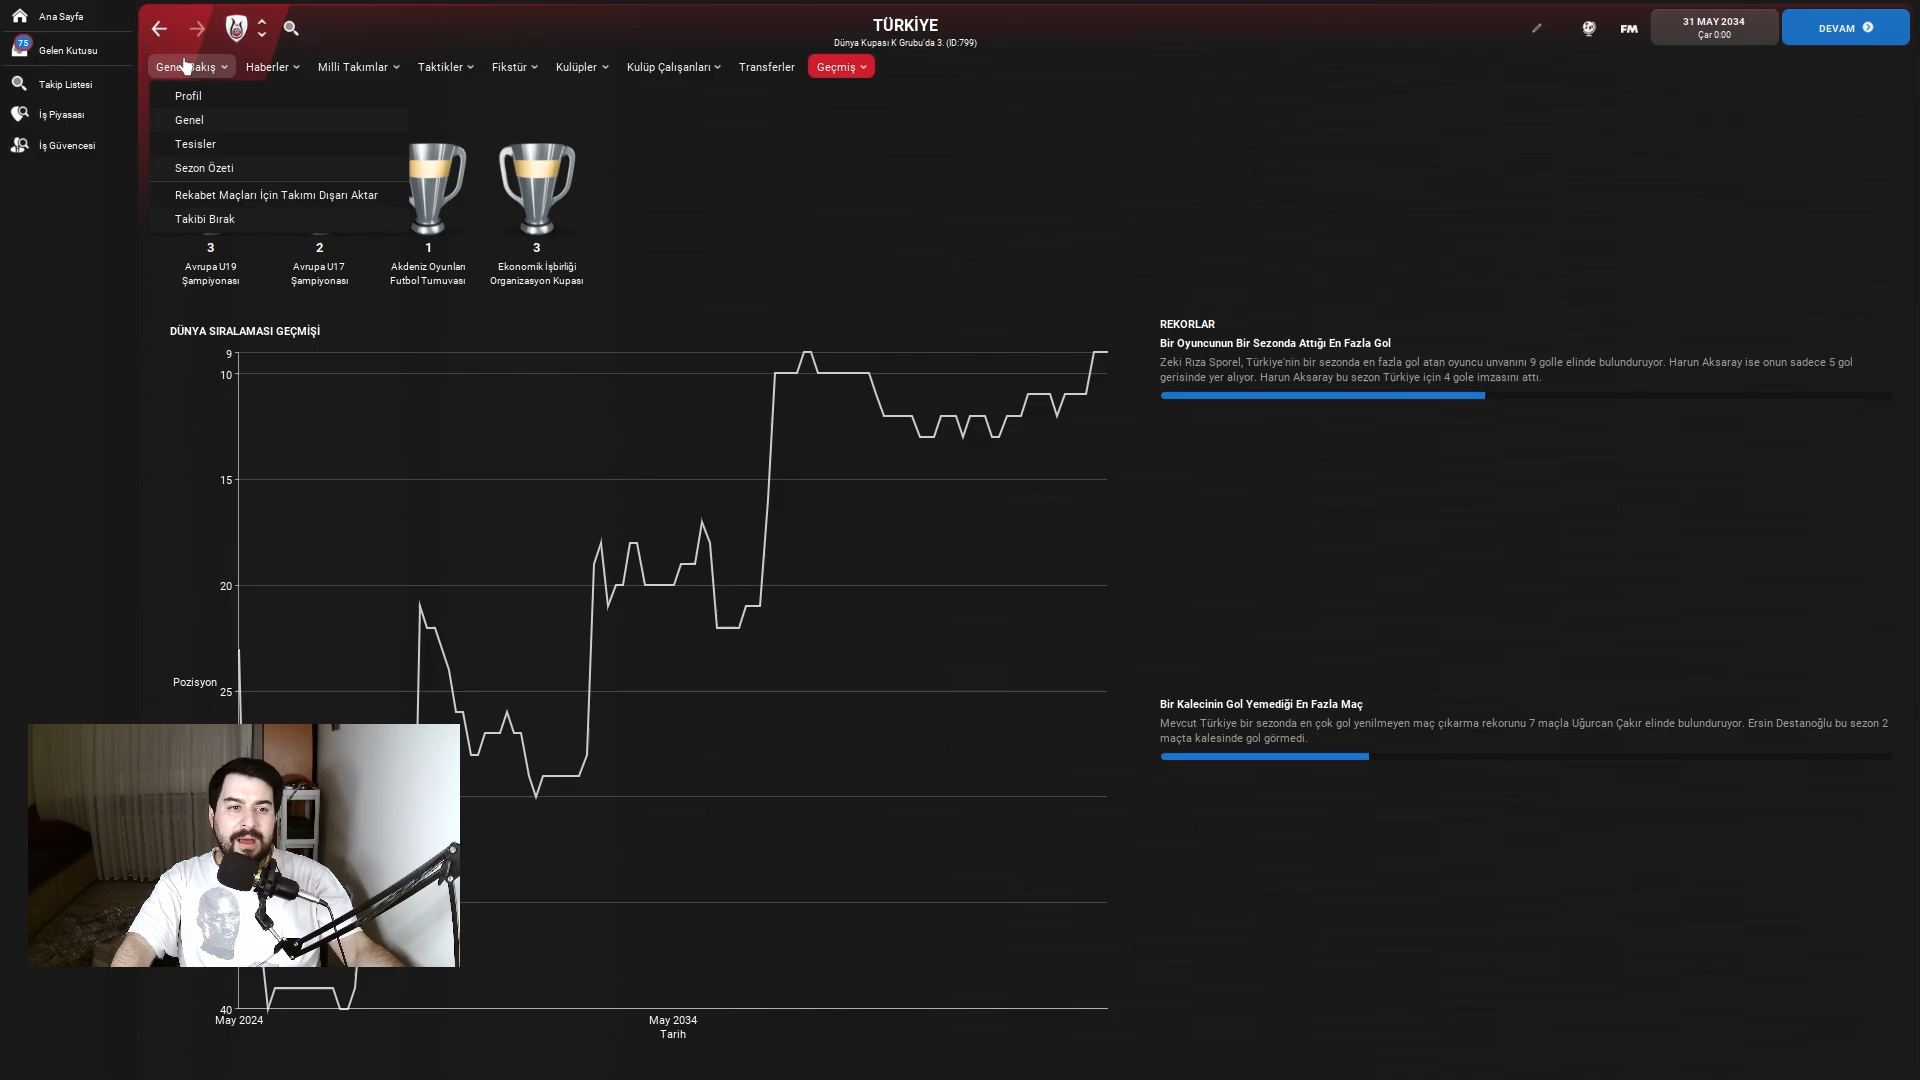 Ana Sayfa
75
Gelen Kutusu
Takip Listesi
İş Piyasası
İş Güvencesi
TÜRKİYE
Dünya Kupası K Grubu'da 3. (ID:799)
FM
31 MAY 2034
Çar 0:00
DEVAM
Haberler
Milli Takımlar
Taktikler
Fikstür
Kulüpler
Kulüp Çalışanları
Transferler
Geçmiş
Profil
Genel
Tesisler
Sezon Özeti
Rekabet Maçları İçin Takımı Dışarı Aktar
Takibi Bırak
3
Avrupa U19
Şampiyonası
2
Avrupa U17
Şampiyonası
1
Akdeniz Oyunları
Futbol Turnuvası
3
Ekonomik İşbirliği
Organizasyon Kupası
DÜNYA SIRALAMASI GEÇMİŞİ
9
10
15
20
Pozisyon
25
40
May 2024
May 2034
Tarih
REKORLAR
Bir Oyuncunun Bir Sezonda Attığı En Fazla Gol
Zeki Rıza Sporel, Türkiye'nin bir sezonda en fazla gol atan oyuncu unvanını 9 golle elinde bulunduruyor. Harun Aksaray ise onun sadece 5 gol
gerisinde yer alıyor. Harun Aksaray bu sezon Türkiye için 4 gole imzasını attı.
Bir Kalecinin Gol Yemediği En Fazla Maç
Mevcut Türkiye bir sezonda en çok gol yenilmeyen maç çıkarma rekorunu 7 maçla Uğurcan Çakır elinde bulunduruyor. Ersin Destanoğlu bu sezon 2
maçta kalesinde gol görmedi.